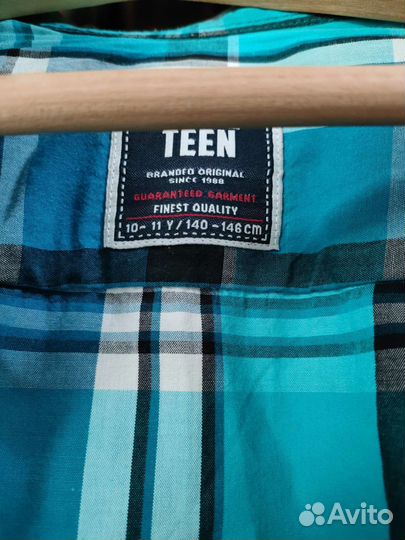 TEEN
BRANDED ORIGINAL
SINCE 1988
GUARANTEED GARMENT
FINEST QUALITY
10- 11 Y / 140 - 146 cm
Avito